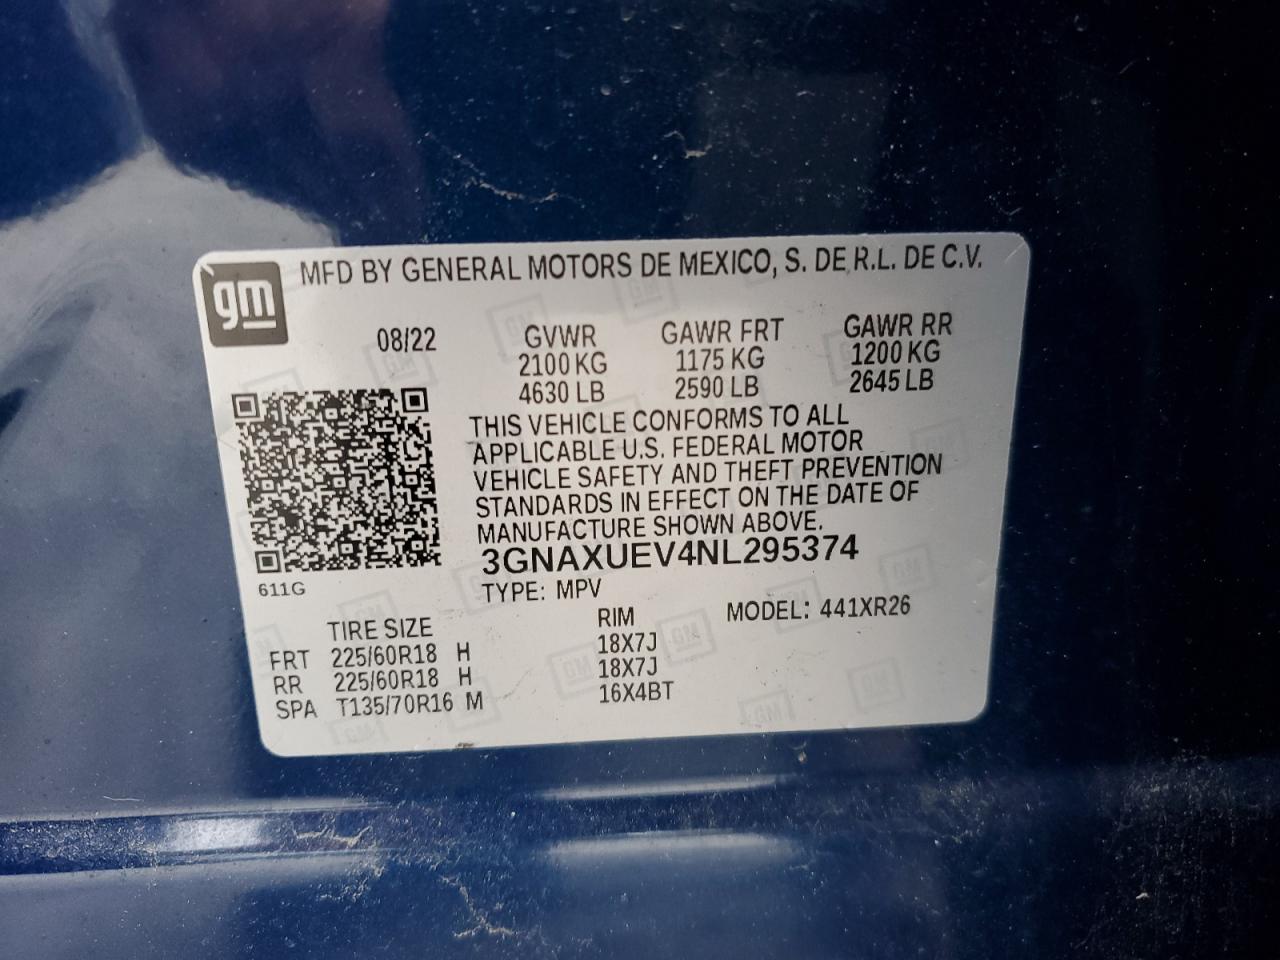 gm
MFD BY GENERAL MOTORS DE MEXICO, S. DE R.L. DE C.V.
08/22 GVWR GAWR FRT GAWR RR
2100 KG 1175 KG 1200 KG
4630 LB 2590 LB 2645 LB
THIS VEHICLE CONFORMS TO ALL
APPLICABLE U.S. FEDERAL MOTOR
VEHICLE SAFETY AND THEFT PREVENTION
STANDARDS IN EFFECT ON THE DATE OF
MANUFACTURE SHOWN ABOVE.
3GNAXUEV4NL295374
611G
TYPE: MPV
TIRE SIZE RIM MODEL: 441XR26
FRT 225/60R18 H 18X7J
RR 225/60R18 H 18X7J
SPA T135/70R16 M 16X4BT